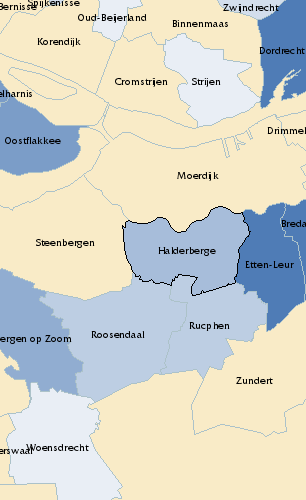 Bernisse
Spijkenisse
Zwijndrecht
Oud-Beijerland
Binnenmaas
Korendijk
Dordrecht
Cromstrijen
Strijen
elharnis
Drimmel
Oostflakkee
Moerdijk
Breda
Steenbergen
Halderberge
Etten-Leur
Rucphen
Roosendaal
ergen op Zoom
Zundert
Woensdrecht
erswaal